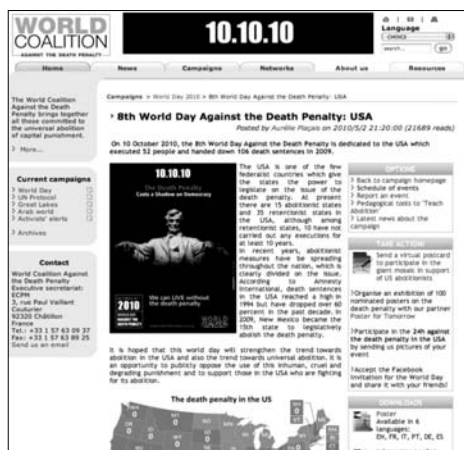 WORLD
COALITION
AGAINST THE DEATH PENALTY
10.10.10
Language
CHOICE
search...
go
Home
News
Campaigns
Networks
About us
Resources
The World Coalition
Against the Death
Penalty brings together
all those committed to
the universal abolition
of capital punishment.
> More...
Current campaigns
> World Day
> UN Protocol
> Great Lakes
> Arab world
> Activists' alerts
> Archives
Contact
World Coalition Against
the Death Penalty
Executive secretariat:
ECPM
3, rue Paul Vaillant
Couturier
92320 Châtillon
France
Tel.: +33 1 57 63 09 37
Fax: +33 1 57 63 89 25
Send us an email
Campaigns > World Day 2010 > 8th World Day Against the Death Penalty: USA
8th World Day Against the Death Penalty: USA
Posted by Aurélie Plaçais on 2010/5/2 21:20:00 (21689 reads)
On 10 October 2010, the 8th World Day Against the Death Penalty is dedicated to the USA which
executed 52 people and handed down 106 death sentences in 2009.
10.10.10
The Death Penalty
Casts a Shadow on Democracy
2010
We can LIVE without
the death penalty
WORLD
The USA is one of the few
federalist countries which give
the states the power to
legislate on the issue of the
death penalty. At present
there are 15 abolitionist states
and 35 retentionist states in
the USA, although among
retentionist states, 10 have not
carried out any executions for
at least 10 years.
In recent years, abolitionist
measures have be spreading
throughout the nation, which is
clearly divided on the issue.
According to Amnesty
International, death sentences
in the USA reached a high in
1994 but have dropped over 60
percent in the past decade. In
2009, New Mexico became the
15th state to legislatively
abolish the death penalty.
It is hoped that this world day will strengthen the trend towards
abolition in the USA and also the trend towards universal abolition. It is
an opportunity to publicly oppose the use of this inhuman, cruel and
degrading punishment and to support those in the USA who are fighting
for its abolition.
The death penalty in the US
OPTIONS
> Back to campaign homepage
> Schedule of events
> Report an event
> Pedagogical tools to 'Teach
Abolition'
> Latest news about the
campaign
TAKE ACTION!
Send a virtual postcard
to participate in the
giant mosaic in support
of US abolitionists
>Organise an exhibition of 100
nominated posters on the
death penalty with our partner
Poster for Tomorrow
>Participate in the 24h against
the death penalty in the USA
by sending us pictures of your
event
>Accept the Facebook
Invitation for the World Day
and share it with your friends!
DOWNLOADS
Poster
Available in 6
languages:
EN, FR, IT, PT, DE, ES